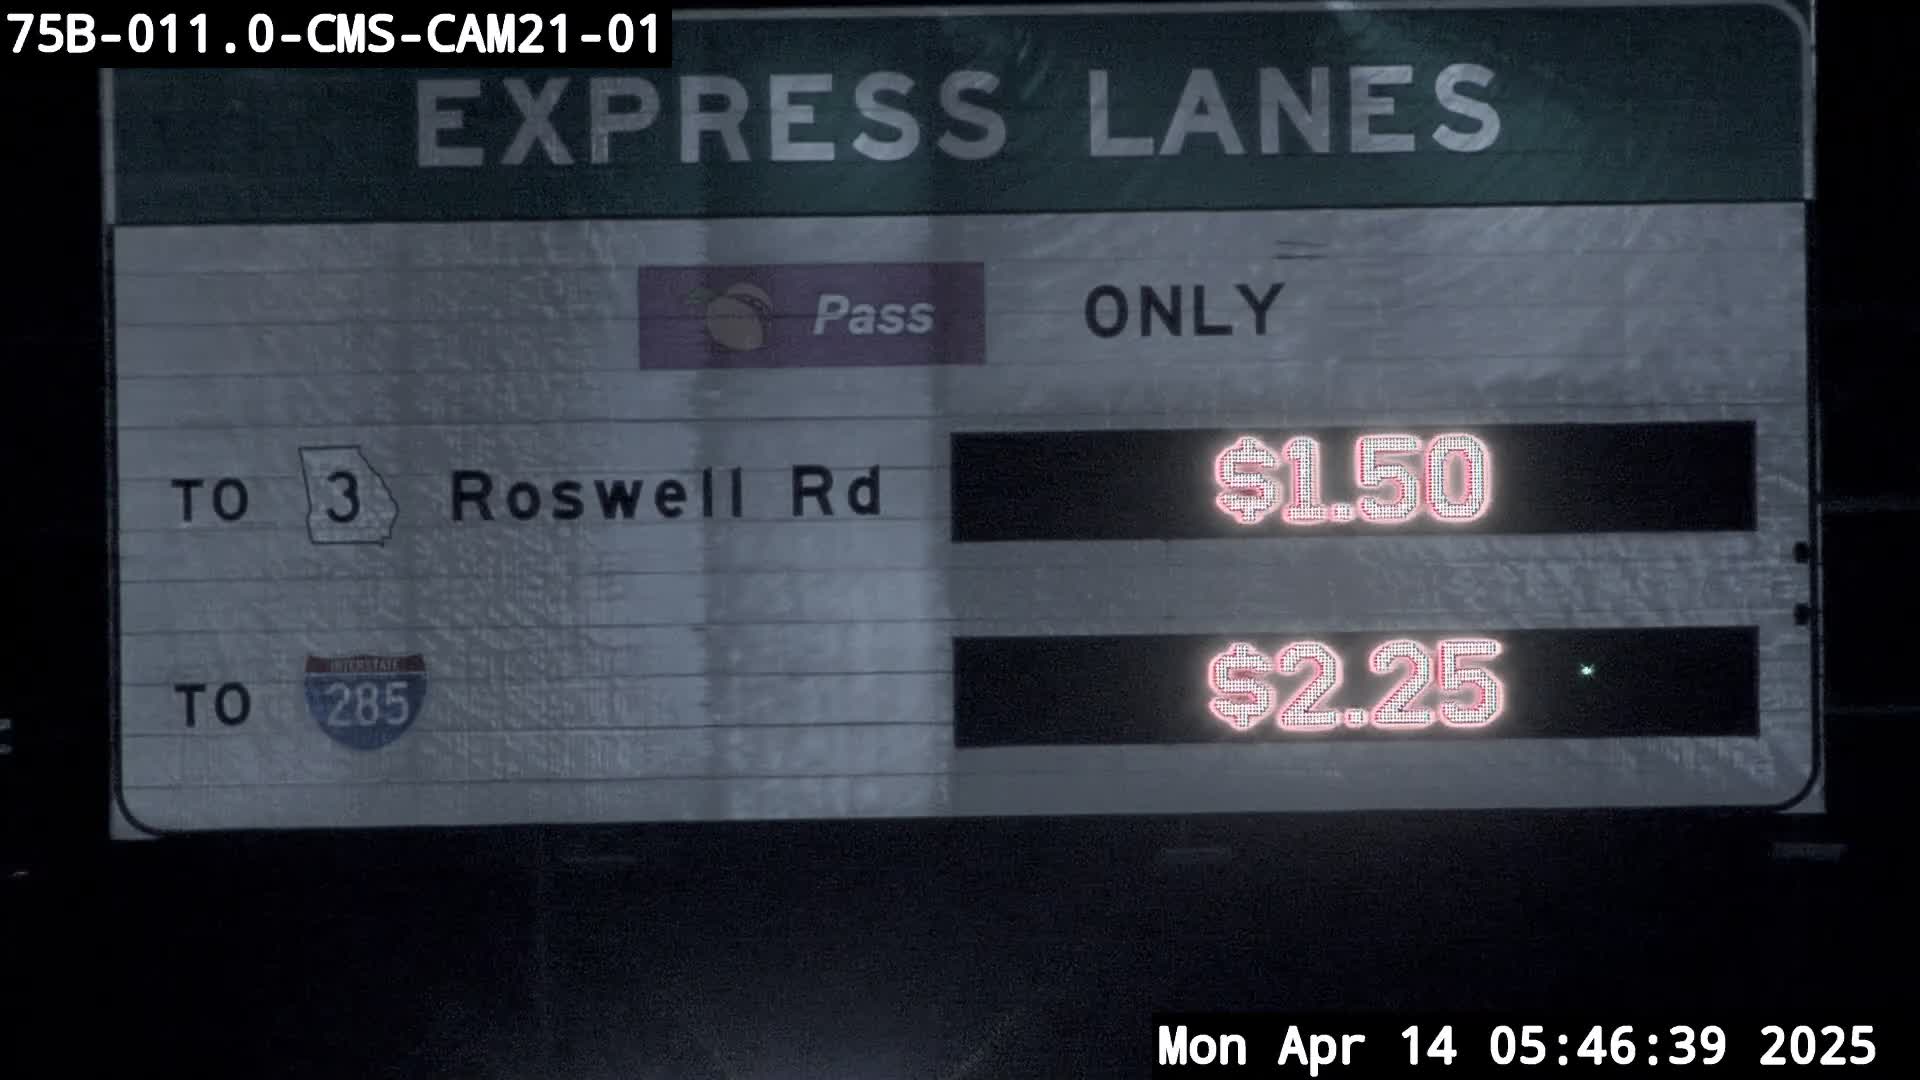 75B-011.0-CMS-CAM21-01
EXPRESS LANES
Pass ONLY
TO 3 Roswell Rd $1.50
TO INTERSTATE 285 $2.25
Mon Apr 14 05:46:39 2025